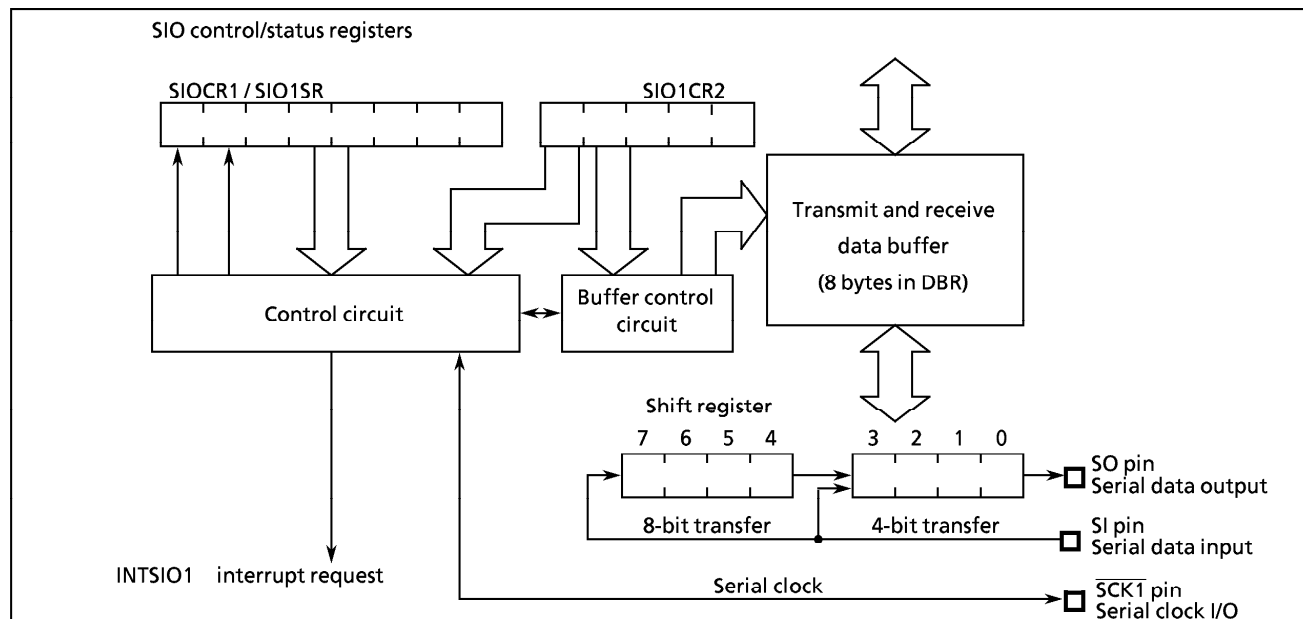 SIO control/status registers
SIOCR1 / SIO1SR
SIO1CR2
Transmit and receive
data buffer
(8 bytes in DBR)
Control circuit
Buffer control
circuit
Shift register
7 6 5 4 3 2 1 0
SO pin
Serial data output
8-bit transfer
4-bit transfer
SI pin
Serial data input
INTSIO1 interrupt request
Serial clock
SCK1 pin
Serial clock I/O